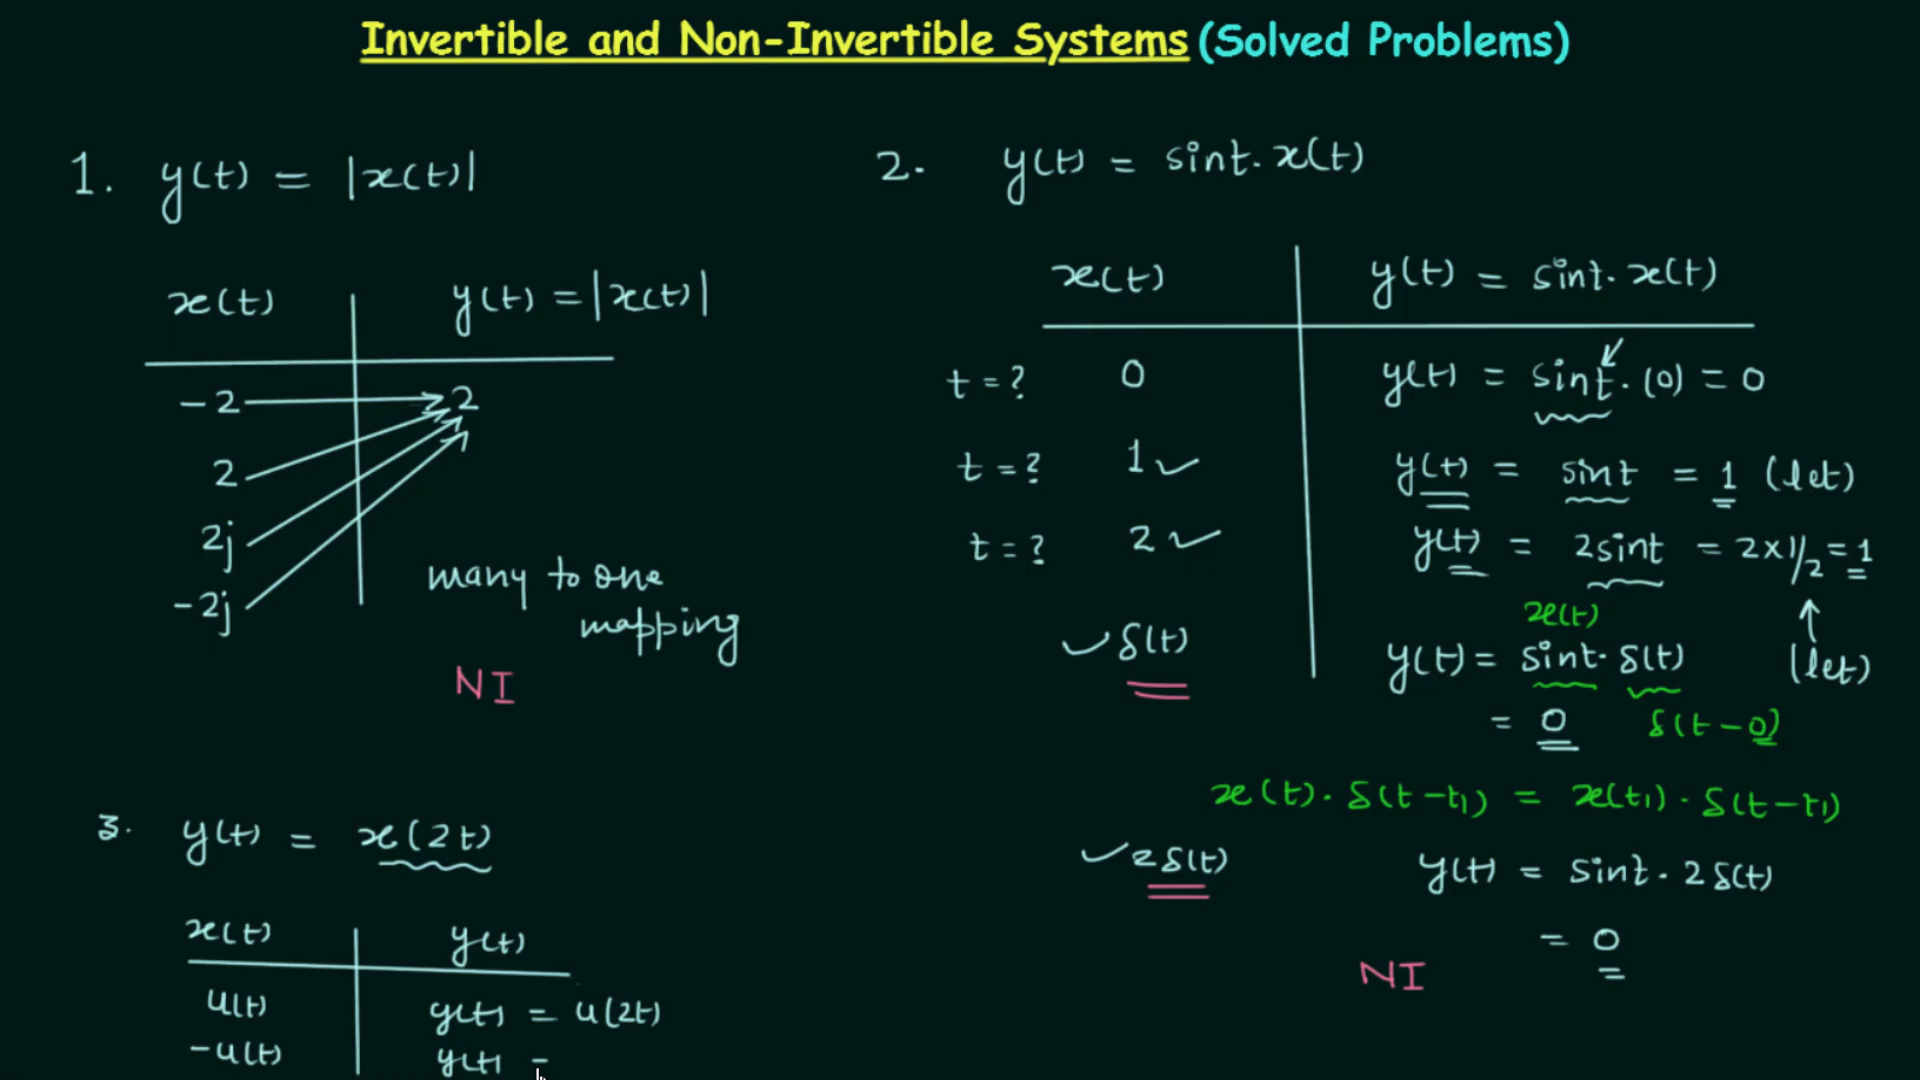 Invertible and Non-Invertible Systems (Solved Problems)
1. y(t) = |x(t)|
x(t) y(t) = |x(t)|
-2 2
2
2j
-2j
many to one
mapping
NI
2. y(t) = sint. x(t)
x(t) y(t) = sint. x(t)
t = ? 0 y(t) = sint. (0) = 0
t = ? 1 y(t) = sint = 1 (let)
t = ? 2 y(t) = 2sint = 2x1/2 = 1
(let)
x(t)
δ(t) y(t) = sint. δ(t)
= 0 δ(t-0)
x(t). δ(t-t1) = x(t1). δ(t-t1)
2δ(t) y(t) = sint. 2δ(t)
= 0
NI
3. y(t) = x(2t)
x(t) y(t)
u(t) y(t) = u(2t)
-u(t) y(t) =